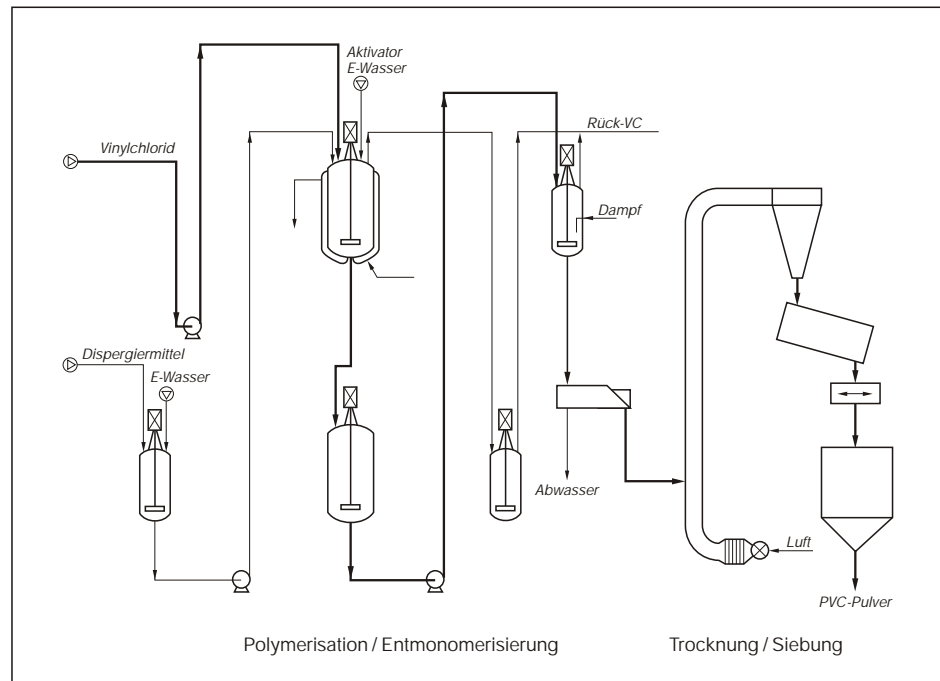 Aktivator
E-Wasser
Rück-VC
Vinylchlorid
Dampf
Dispergiermittel
E-Wasser
Abwasser
Luft
PVC-Pulver
Polymerisation / Entmonomerisierung
Trocknung / Siebung